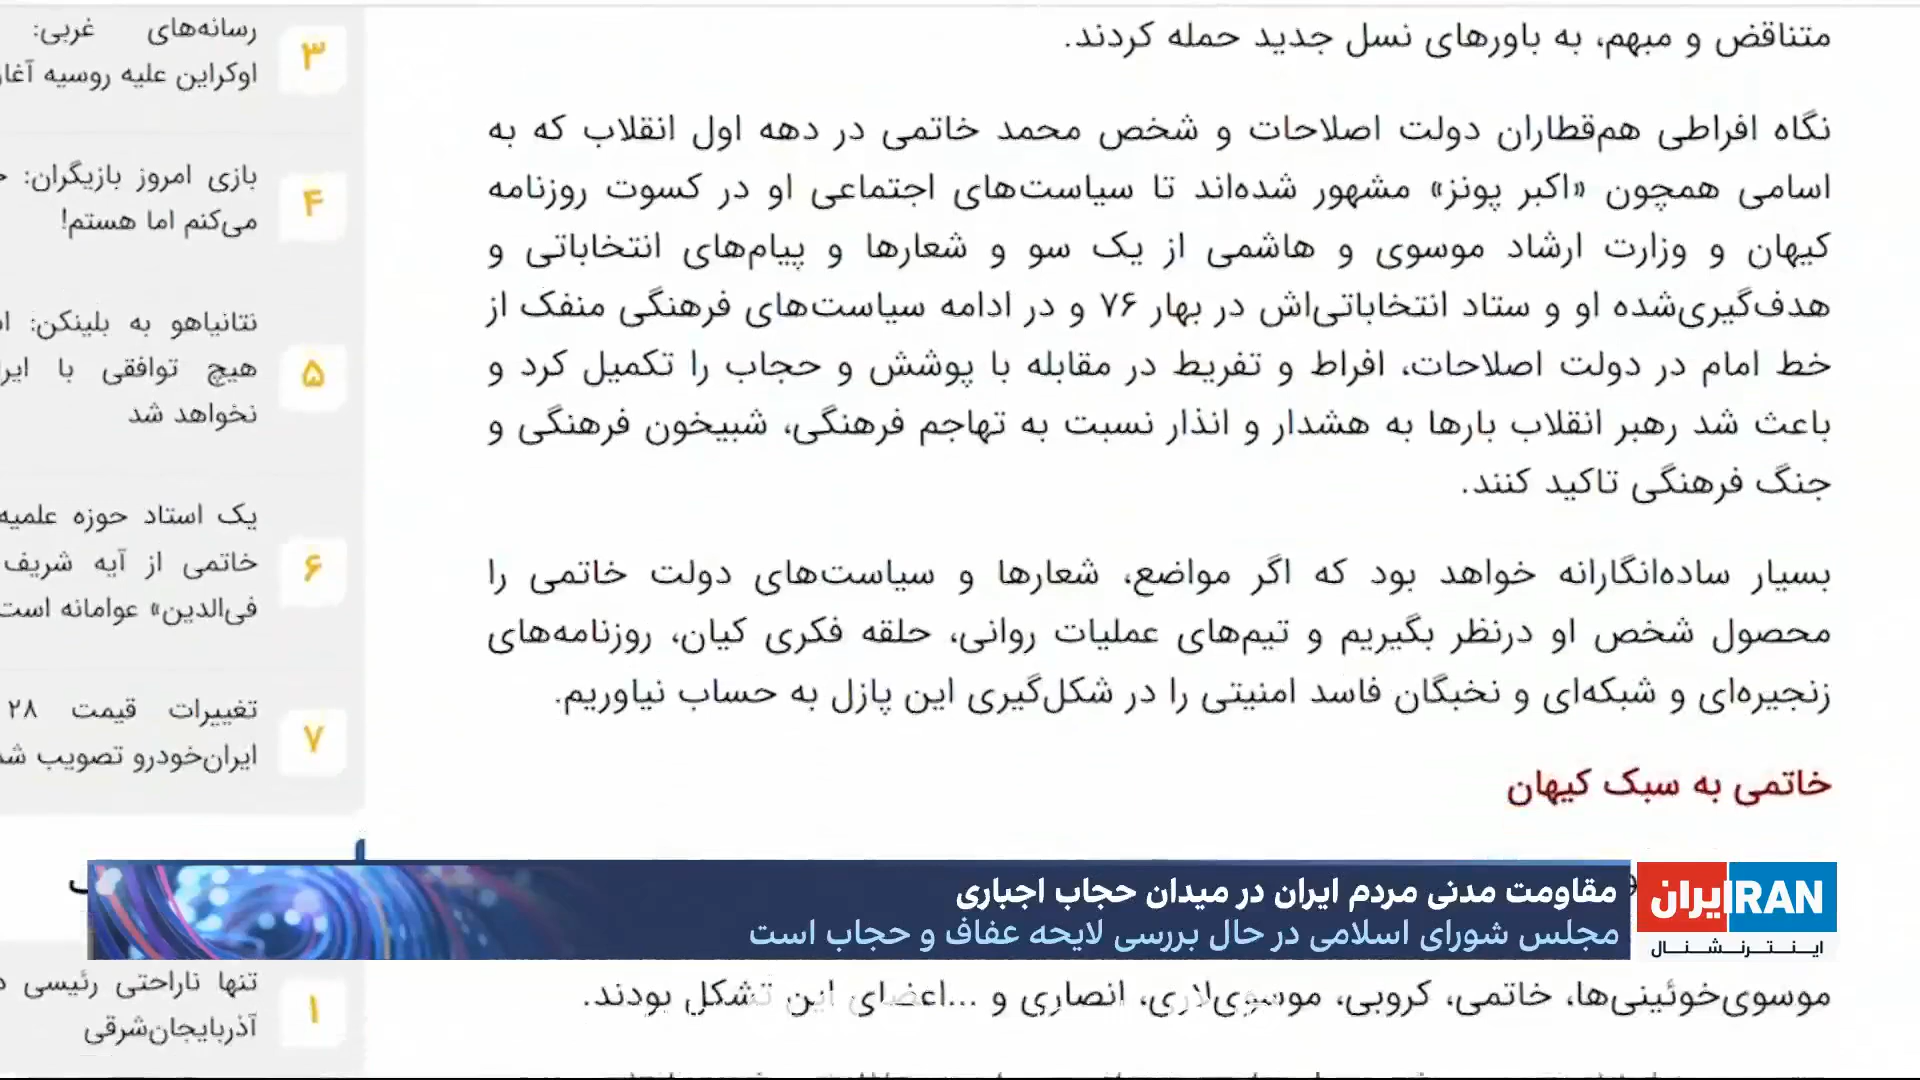 متناقض و مبهم، به باورهای نسل جدید حمله کردند.
نگاه افراطی هم‌قطاران دولت اصلاحات و شخص محمد خاتمی در دهه اول انقلاب که به
اسامی همچون «اکبر پونز» مشهور شده‌اند تا سیاست‌های اجتماعی او در کسوت روزنامه
کیهان و وزارت ارشاد موسوی و هاشمی از یک سو و شعارها و پیام‌های انتخاباتی و
هدف‌گیری‌شده او و ستاد انتخاباتی‌اش در بهار ۷۶ و در ادامه سیاست‌های فرهنگی منفک از
خط امام در دولت اصلاحات، افراط و تفریط در مقابله با پوشش و حجاب را تکمیل کرد و
باعث شد رهبر انقلاب بارها به هشدار و انذار نسبت به تهاجم فرهنگی، شبیخون فرهنگی و
جنگ فرهنگی تاکید کنند.
بسیار ساده‌انگارانه خواهد بود که اگر مواضع، شعارها و سیاست‌های دولت خاتمی را
محصول شخص او درنظر بگیریم و تیم‌های عملیات روانی، حلقه فکری کیان، روزنامه‌های
زنجیره‌ای و شبکه‌ای و نخبگان فاسد امنیتی را در شکل‌گیری این پازل به حساب نیاوریم.
خاتمی به سبک کیهان
موسوی‌خوئینی‌ها، خاتمی، کروبی، موسوی‌لاری، انصاری و ...اعضای این تشکل بودند.
۳
رسانه‌های غربی:
اوکراین علیه روسیه
۴
بازی امروز بازیگران:
می‌کنم اما هستم!
۵
نتانیاهو به بلینکن:
هیچ توافقی با
نخواهد شد
۶
یک استاد حوزه علمیه
خاتمی از آیه شریف
فی‌الدین» عوامانه است
۷
تغییرات قیمت ۲۸
ایران‌خودرو تصویب
۱
تنها ناراحتی رئیسی
آذربایجان‌شرقی
مقاومت مدنی مردم ایران در میدان حجاب اجباری
مجلس شورای اسلامی در حال بررسی لایحه عفاف و حجاب است
ایران IRAN
اینترنشنال